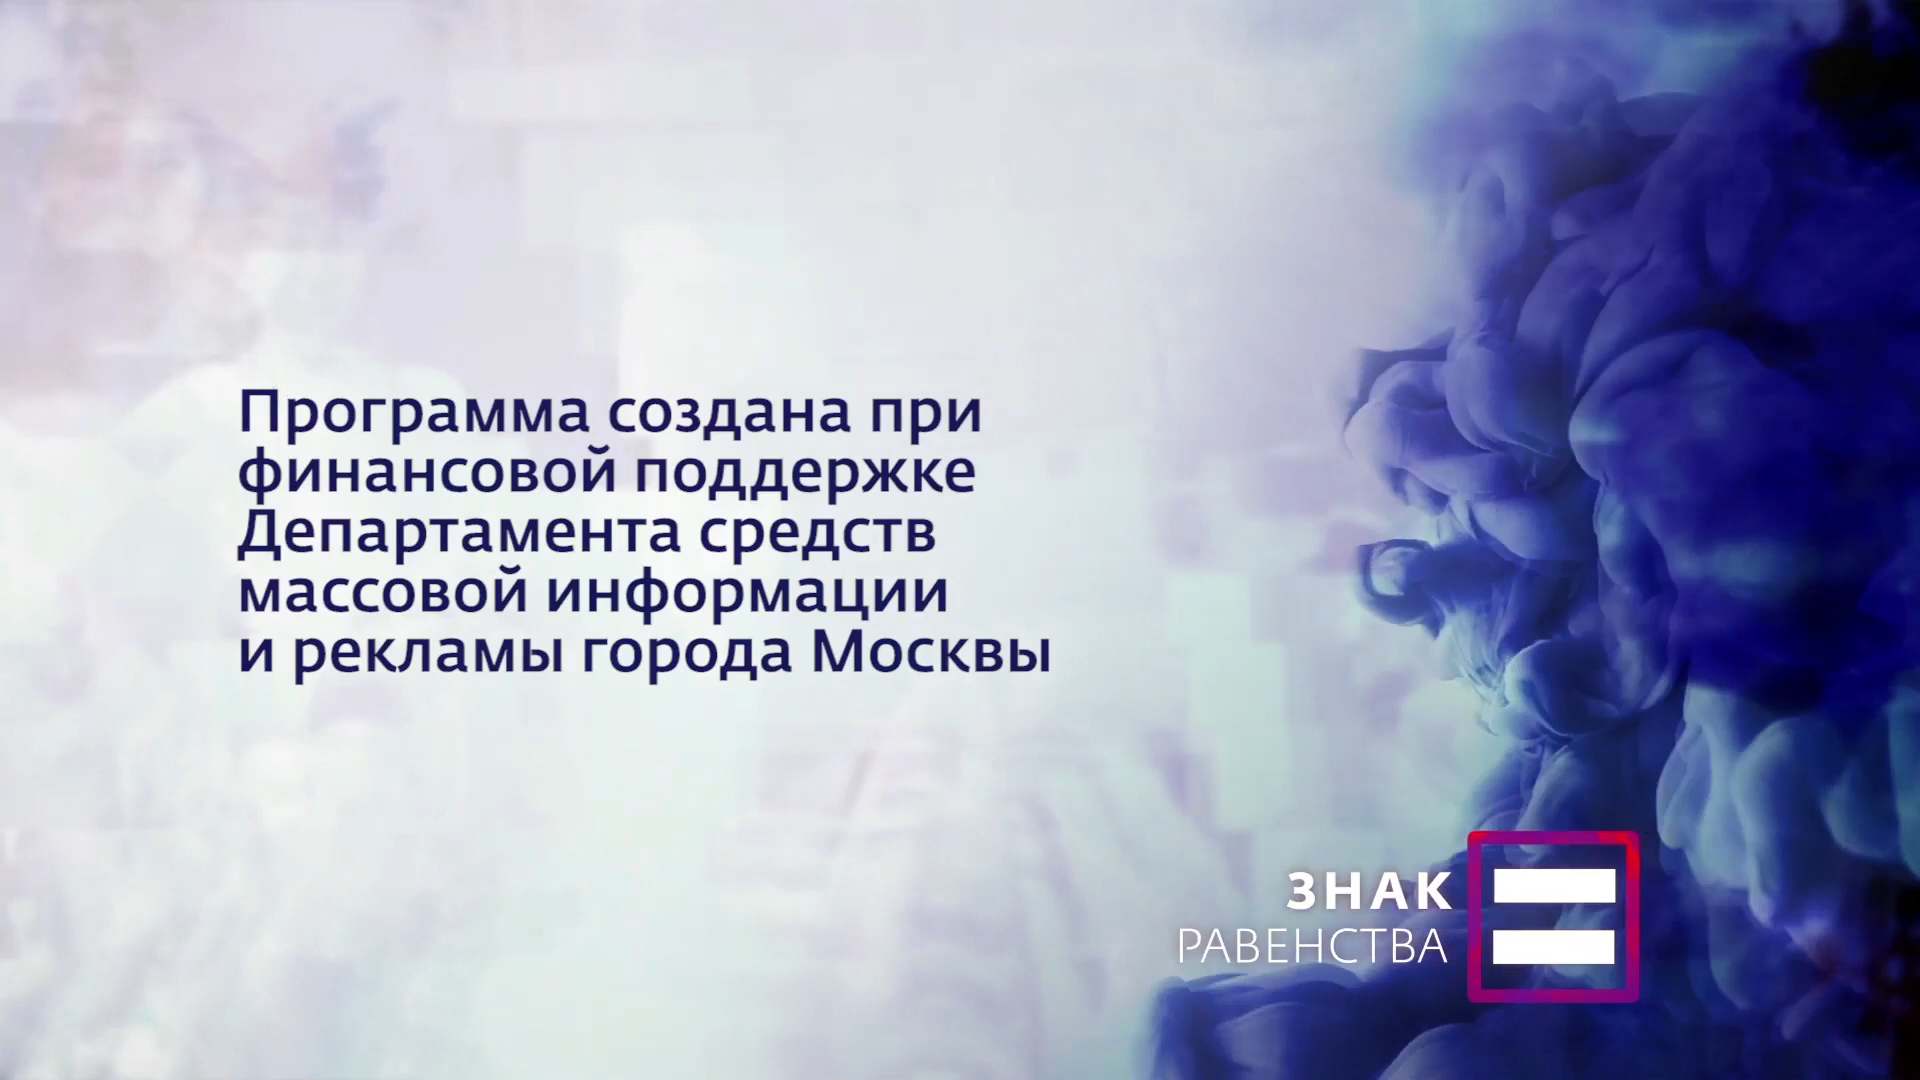 Программа создана при
финансовой поддержке
Департамента средств
массовой информации
и рекламы города Москвы
ЗНАК
РАВЕНСТВА